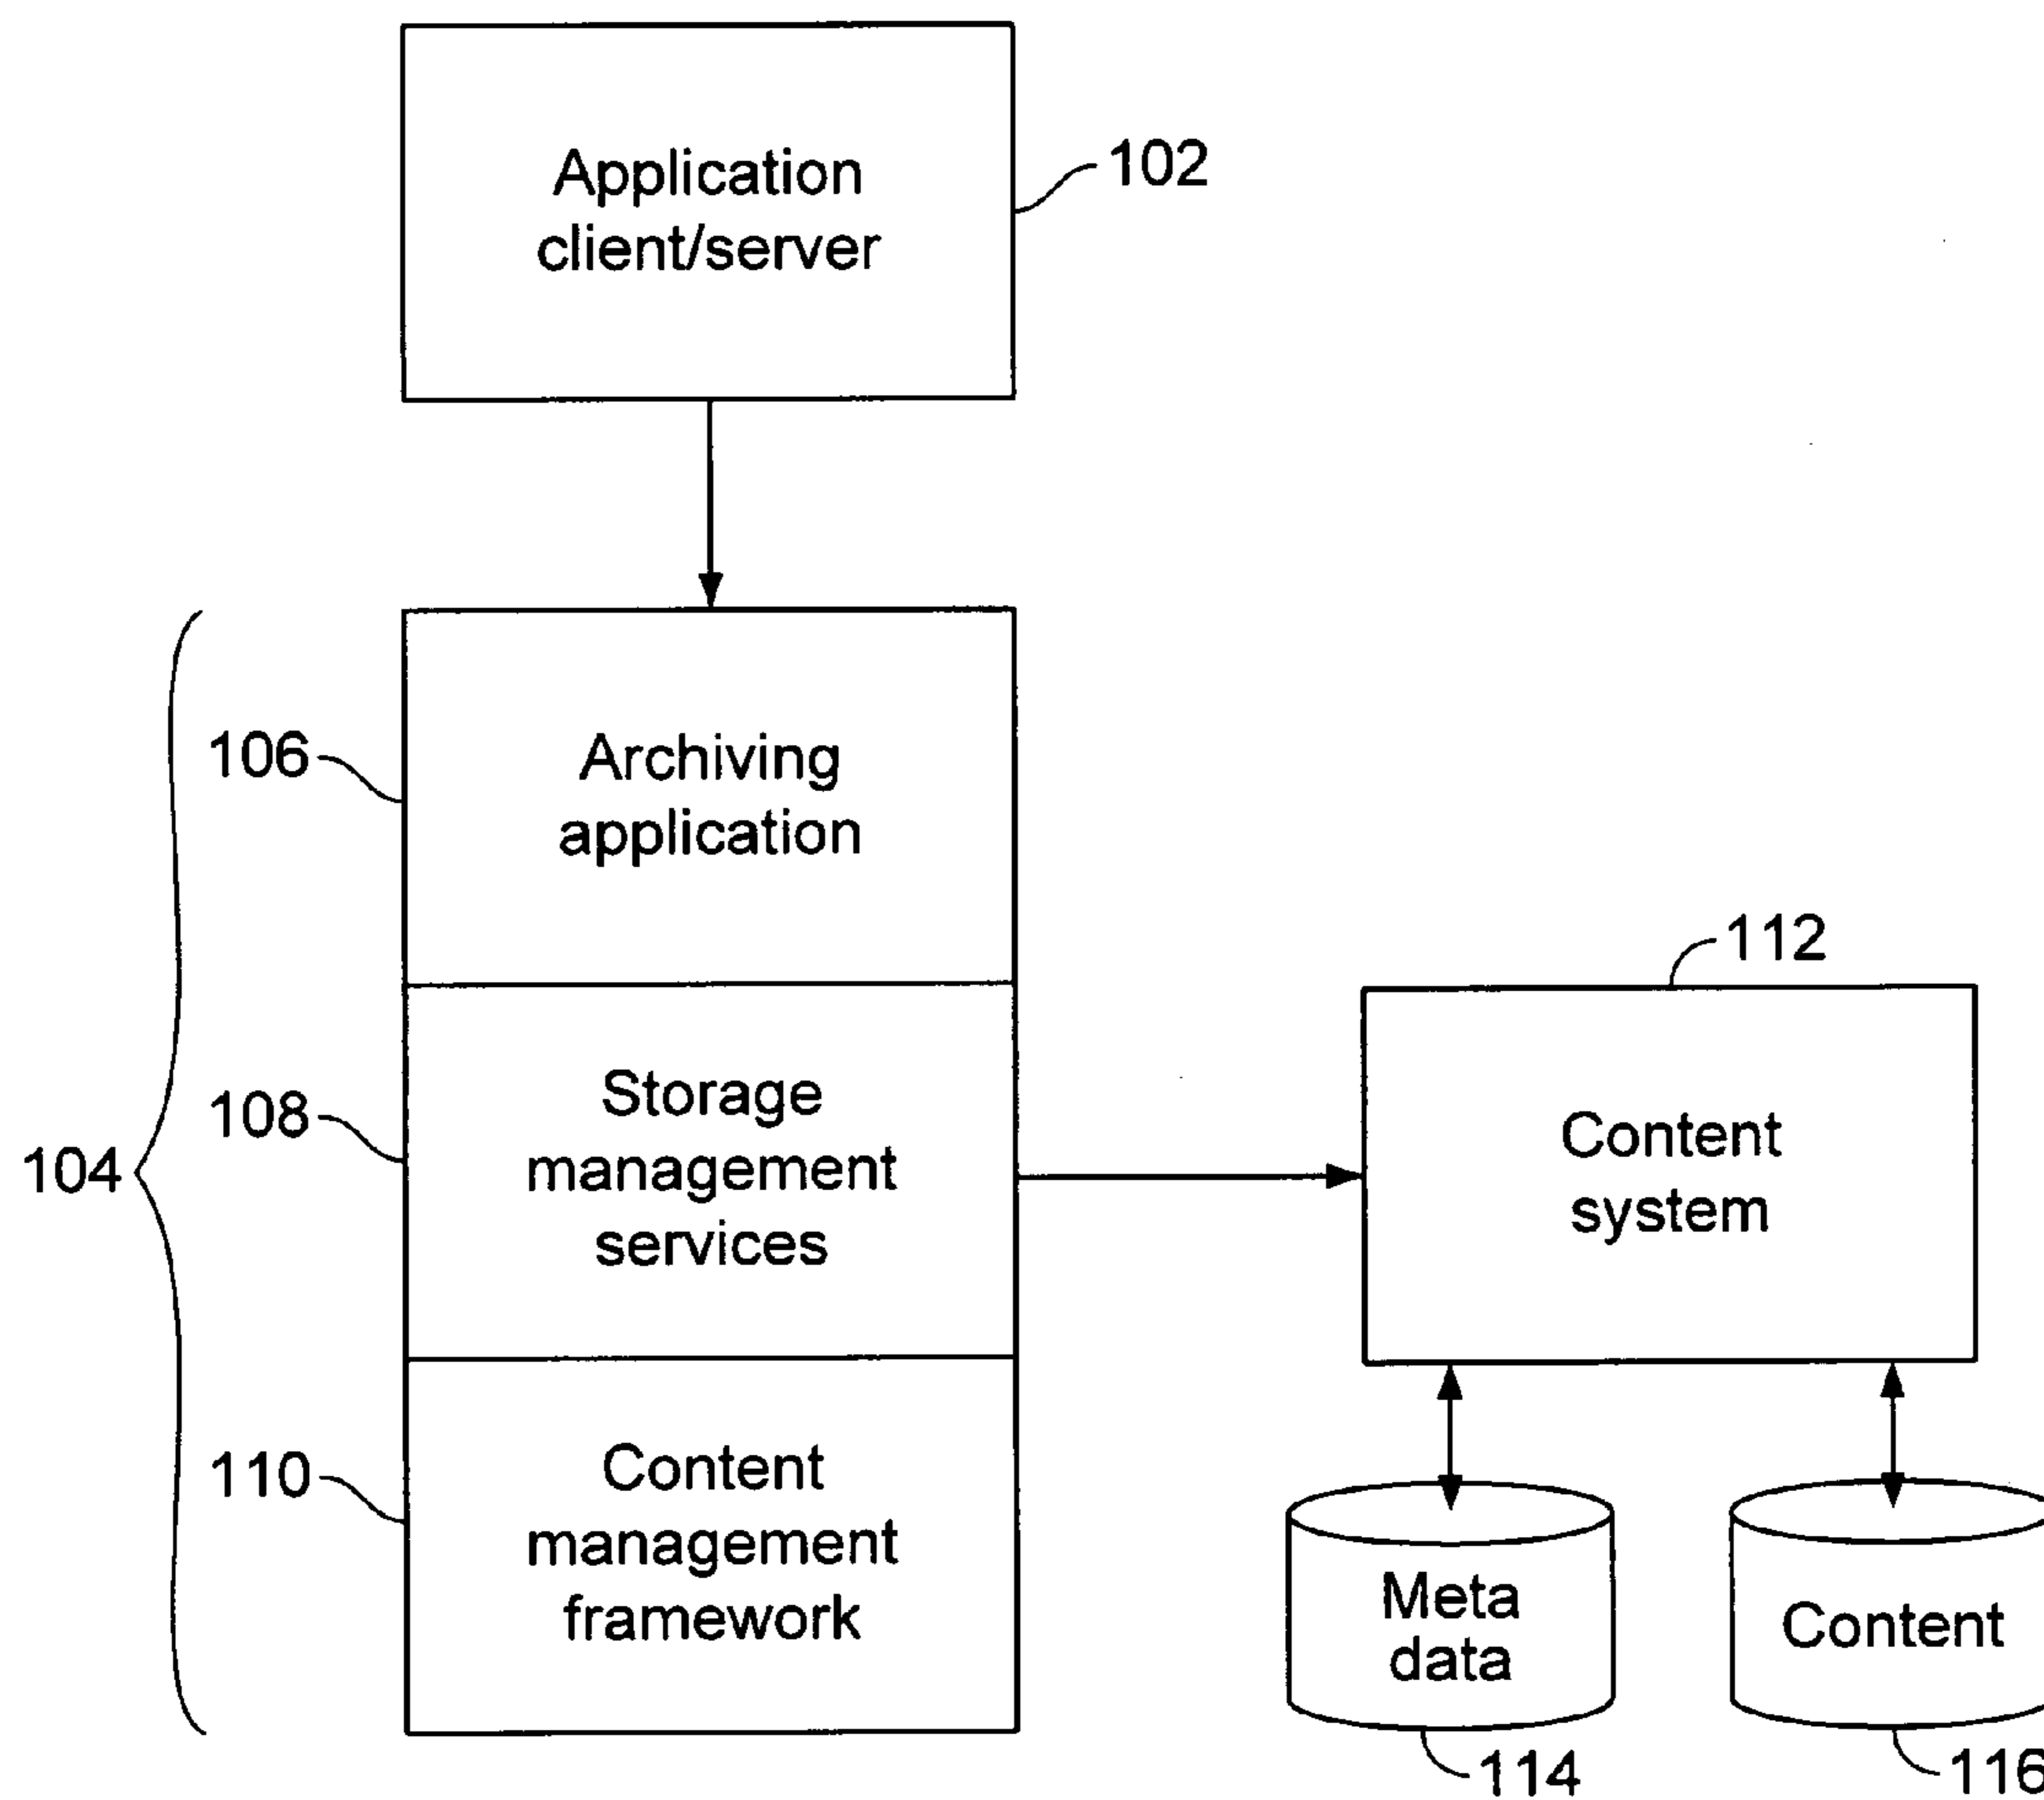 Application
client/server
102
104
106
Archiving
application
108
Storage
management
services
110
Content
management
framework
112
Content
system
Meta
data
114
Content
116